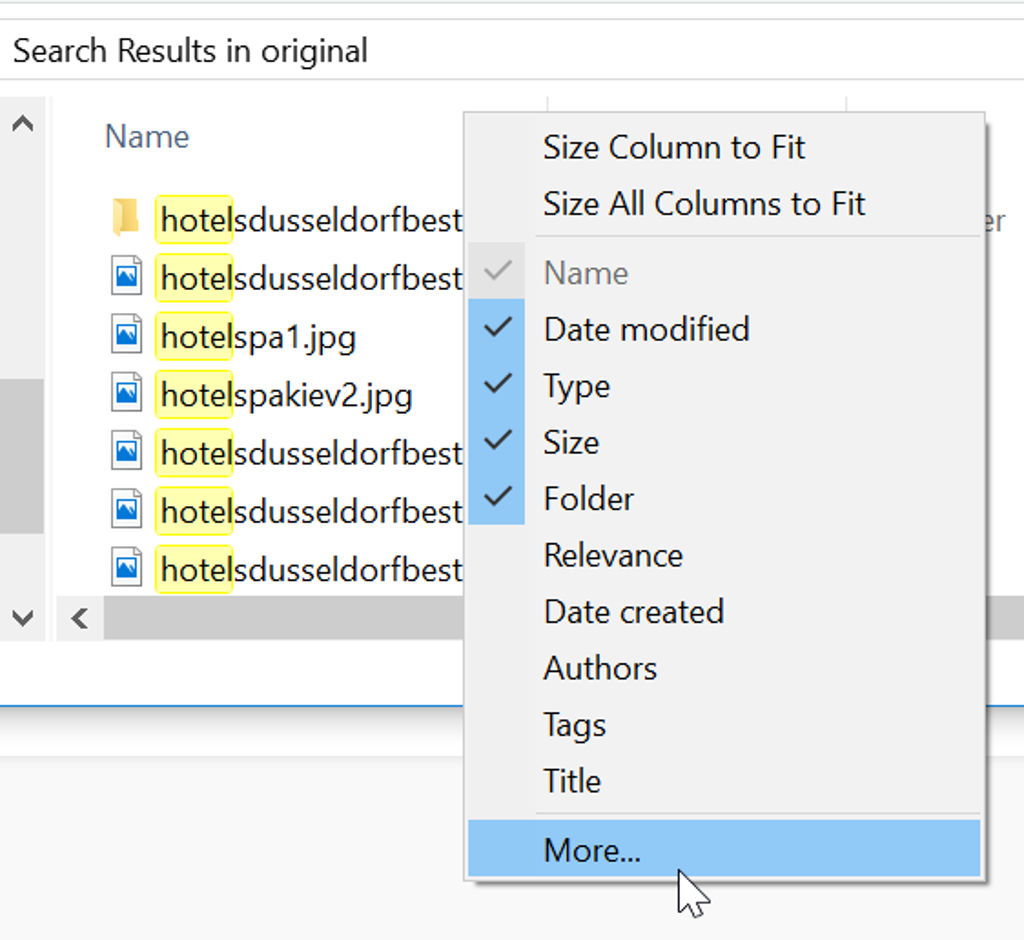 Search Results in original
Name
hotelsdusseldorfbest
hotelsdusseldorfbest
hotelspa1.jpg
hotelspakiev2.jpg
hotelsdusseldorfbest
hotelsdusseldorfbest
hotelsdusseldorfbest
Size Column to Fit
Size All Columns to Fit
Name
Date modified
Type
Size
Folder
Relevance
Date created
Authors
Tags
Title
More...
er